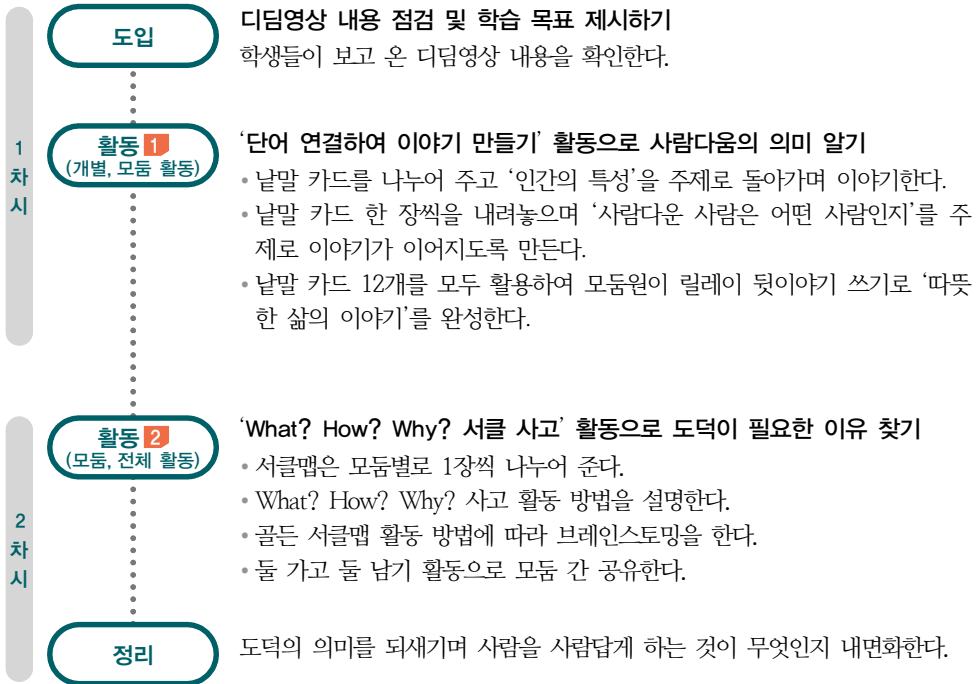 도입
디딤영상 내용 점검 및 학습 목표 제시하기
학생들이 보고 온 디딤영상 내용을 확인한다.
1
차
시
활동 1
(개별, 모둠 활동)
‘단어 연결하여 이야기 만들기’ 활동으로 사람다움의 의미 알기
• 낱말 카드를 나누어 주고 ‘인간의 특성’을 주제로 돌아가며 이야기한다.
• 낱말 카드 한 장씩을 내려놓으며 ‘사람다운 사람은 어떤 사람인지’를 주
제로 이야기가 이어지도록 만든다.
• 낱말 카드 12개를 모두 활용하여 모둠원이 릴레이 뒷이야기 쓰기로 ‘따뜻
한 삶의 이야기’를 완성한다.
2
차
시
활동 2
(모둠, 전체 활동)
‘What? How? Why? 서클 사고’ 활동으로 도덕이 필요한 이유 찾기
• 서클맵은 모둠별로 1장씩 나누어 준다.
• What? How? Why? 사고 활동 방법을 설명한다.
• 골든 서클맵 활동 방법에 따라 브레인스토밍을 한다.
• 둘 가고 둘 남기 활동으로 모둠 간 공유한다.
정리
도덕의 의미를 되새기며 사람을 사람답게 하는 것이 무엇인지 내면화한다.